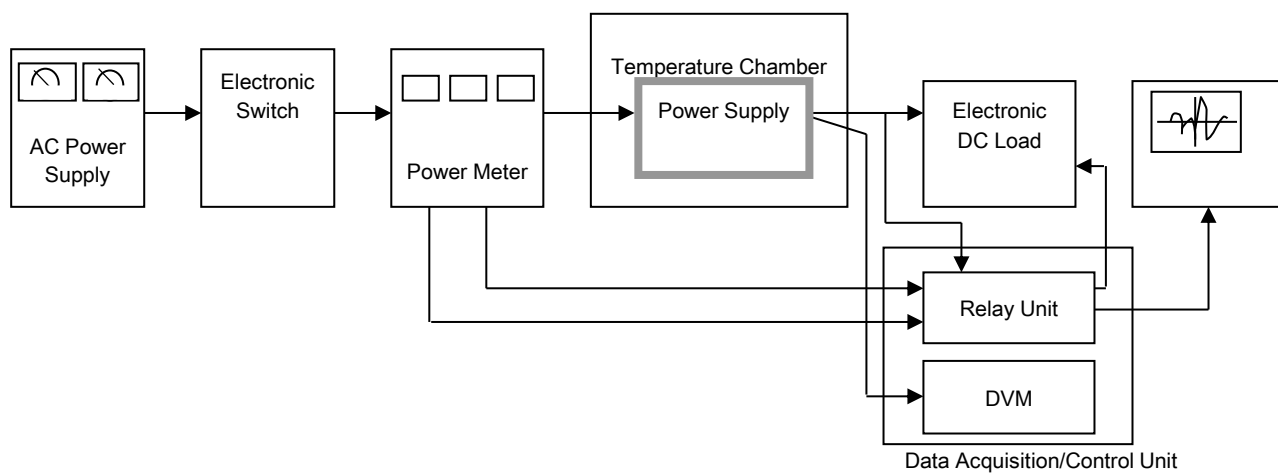 AC Power
Supply
Electronic
Switch
Power Meter
Temperature Chamber
Power Supply
Electronic
DC Load
Relay Unit
DVM
Data Acquisition/Control Unit